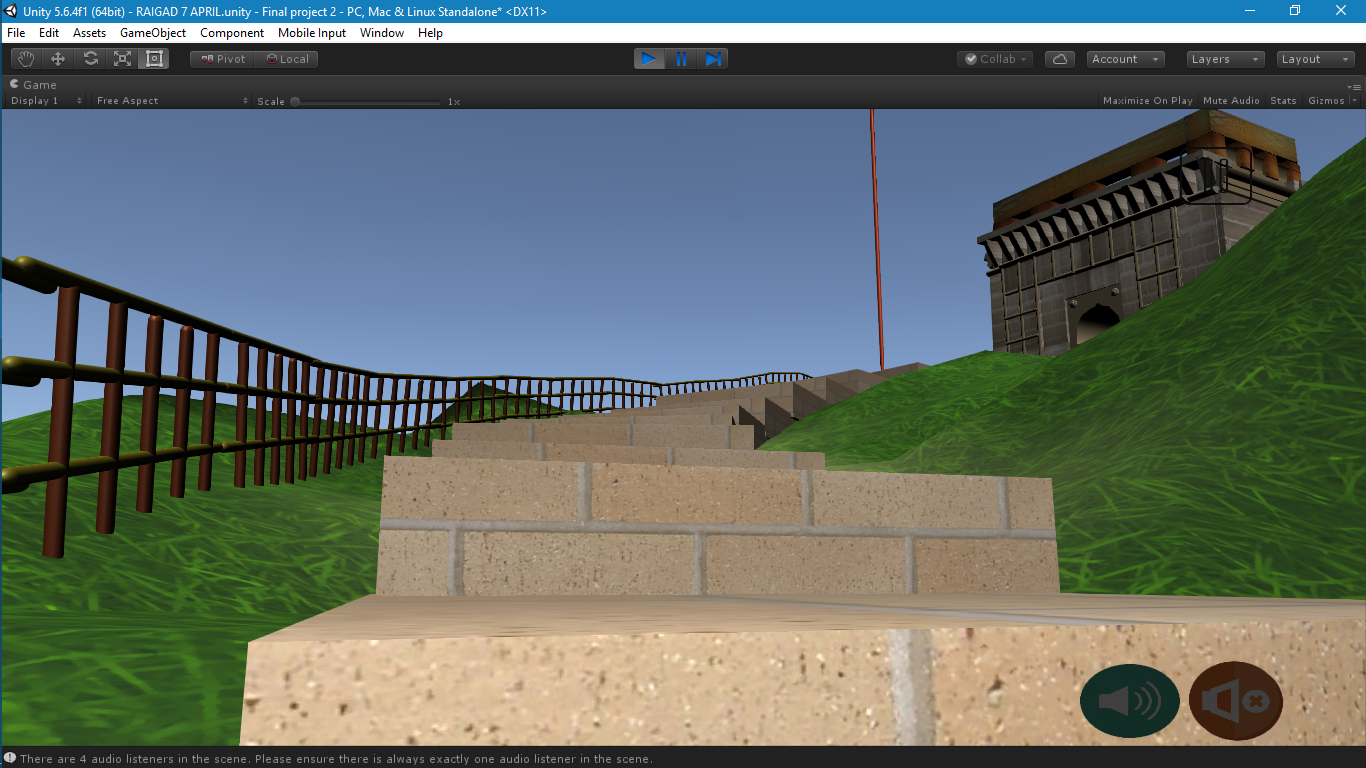 Unity 5.6.4f1 (64bit) - RAIGAD 7 APRIL.unity - Final project 2 - PC, Mac & Linux Standalone* <DX11>
File Edit Assets GameObject Component Mobile Input Window Help
Pivot Local Collab Account Layers Layout
Game
Display 1 Free Aspect Scale 1x Maximize On Play Mute Audio Stats Gizmos
There are 4 audio listeners in the scene. Please ensure there is always exactly one audio listener in the scene.